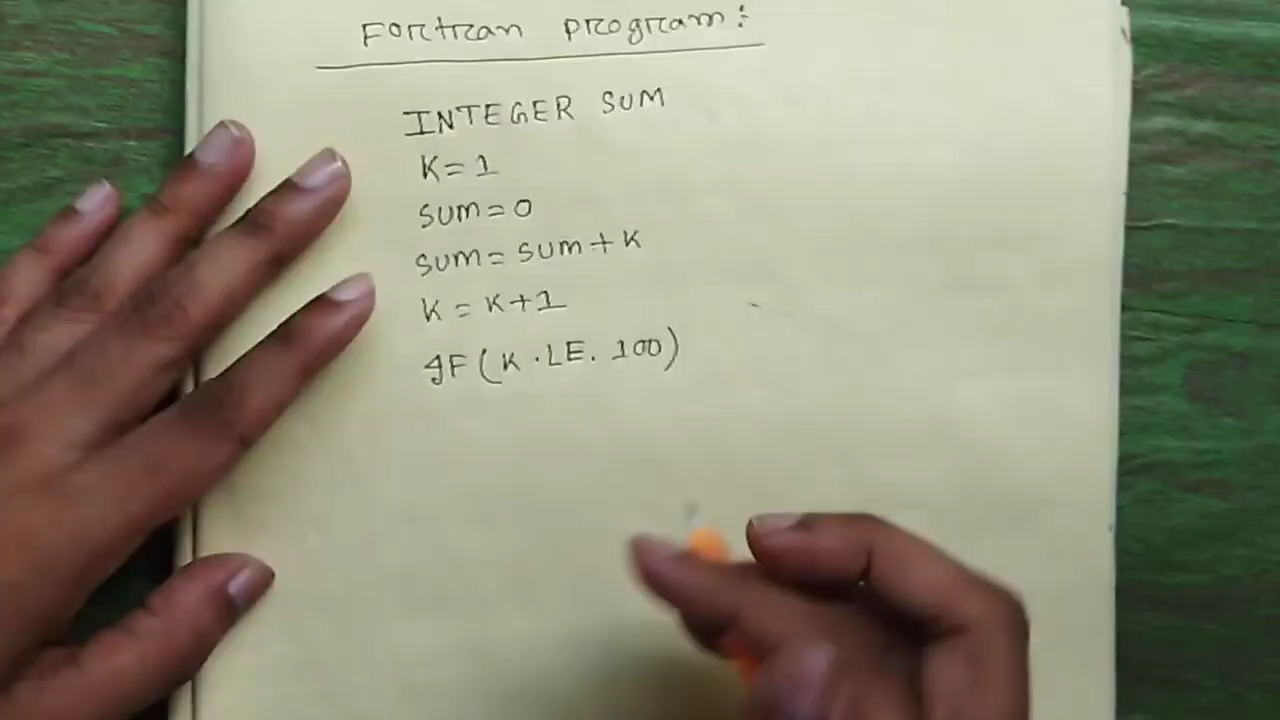 Fortran program:
INTEGER SUM
K=1
SUM=0
SUM=SUM+K
K=K+1
IF(K.LE.100)